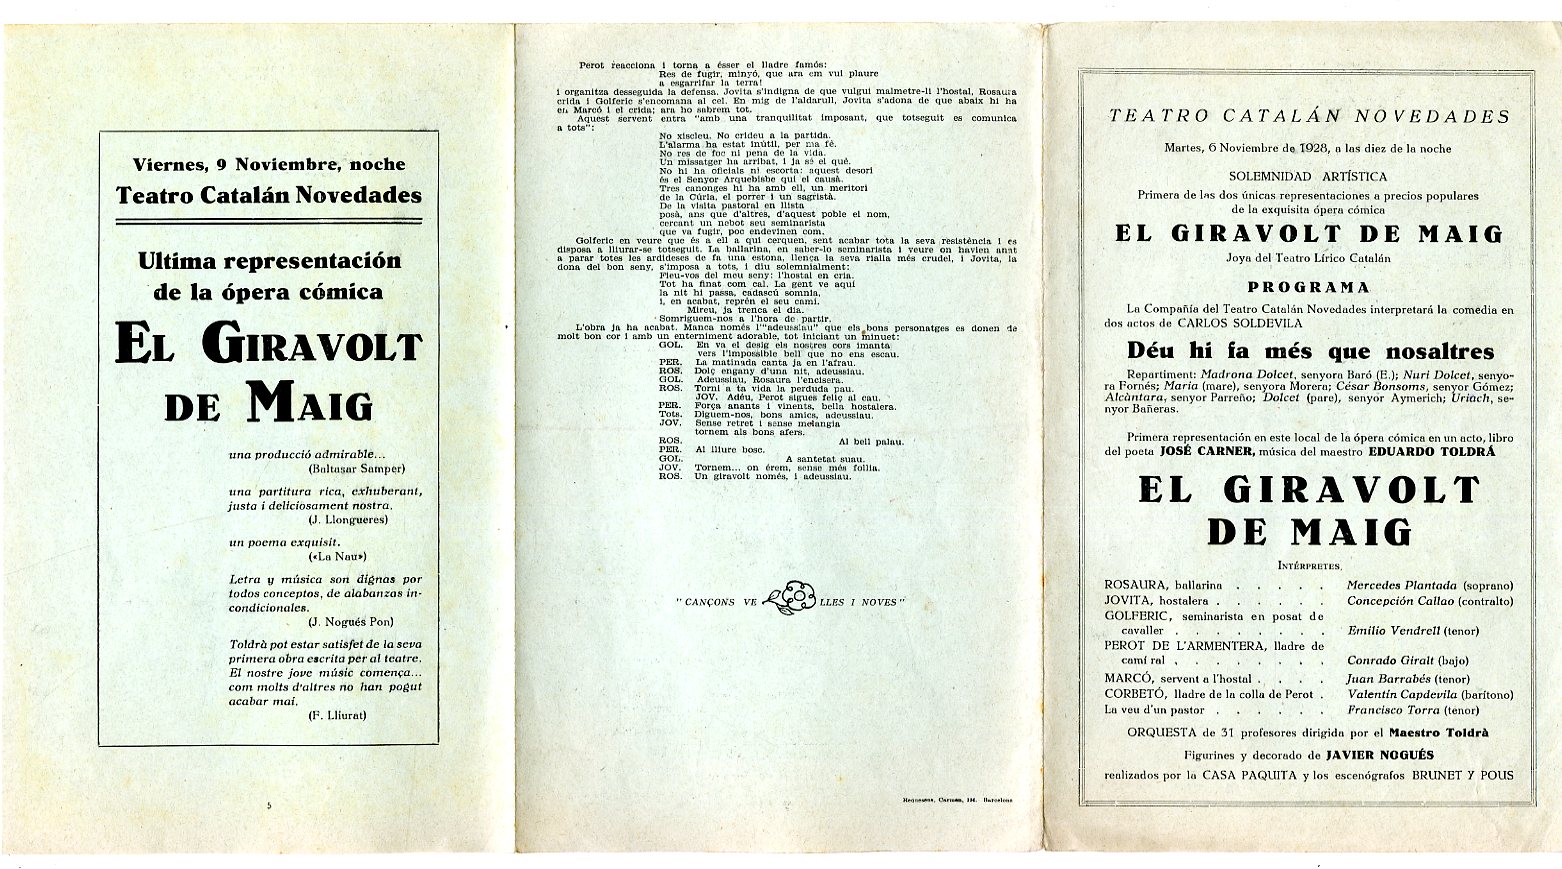 Viernes, 9 Noviembre, noche
Teatro Catalán Novedades
Ultima representación
de la ópera cómica
EL GIRAVOLT
DE MAIG
una producció admirable...
(Baltasar Samper)
una partitura rica, exhuberant,
justa i deliciosament nostra.
(J. Llongueres)
un poema exquisit.
(«La Nau»)
Letra y música son dignas por
todos conceptos, de alabanzas in-
condicionales.
(J. Nogués Pon)
Toldrà pot estar satisfet de la seva
primera obra escrita per al teatre.
El nostre jove músic comença...
com molts d'altres no han pogut
acabar mai.
(F. Lliurat)
5
Perot reacciona i torna a ésser el lladre famós:
Res de fugir, minyó, que ara em vul plaure
a esgarrifar la terra!
i organitza desseguida la defensa. Jovita s'indigna de que vulgui malmetre-li l'hostal, Rosaura
crida i Golferic s'encomana al cel. En mig de l'aldarull, Jovita s'adona de que abaix hi ha
en Marcó i el crida; ara ho sabrem tot.
Aquest servent entra "amb una tranquilitat imposant, que totseguit es comunica
a tots":
No xiscleu. No crideu a la partida.
L'alarma ha estat inútil, per ma fé.
No res de foc ni pena de la vida.
Un missatger ha arribat, i ja sé el qué.
No hi ha oficials ni escorta: aquest desori
és el Senyor Arquebisbe qui el causà.
Tres canonges hi ha amb ell, un meritori
de la Cúria, el porrer i un sagristà.
De la visita pastoral en llista
posà, ans que d'altres, d'aquest poble el nom,
cercant un nebot seu seminarista
que va fugir, poc endevinen com.
Golferic en veure que és a ell a qui cerquen, sent acabar tota la seva resistència i es
disposa a lliurar-se totseguit. La ballarina, en saber-lo seminarista i veure on havien anat
a parar totes les ardideses de fa una estona, llença la seva rialla més crudel, i Jovita, la
dona del bon seny, s'imposa a tots, i diu solemnialment:
Fieu-vos del meu seny: l'hostal en cria.
Tot ha finat com cal. La gent ve aquí
la nit hi passa, cadascú somnia,
i, en acabat, reprèn el seu camí.
Mireu, ja trenca el dia.
Somriguem-nos a l'hora de partir.
L'obra ja ha acabat. Manca només l'"adeussiau" que els bons personatges es donen de
molt bon cor i amb un enterniment adorable, tot iniciant un minuet:
GOL. En va el desig els nostres cors imanta
vers l'impossible bell que no ens escau.
PER. La matinada canta ja en l'afrau.
ROS. Dolç engany d'una nit, adeussiau.
GOL. Adeussiau, Rosaura l'encisera.
ROS. Torni a ta vida la perduda pau.
JOV. Adéu, Perot sigues feliç al cau.
PER. Força anants i vinents, bella hostalera.
Tots. Diguem-nos, bons amics, adeussiau.
JOV. Sense retret i sense melangia
tornem als bons afers.
ROS. Al bell palau.
PER. Al lliure bosc.
GOL. A santetat suau.
JOV. Tornem... on érem, sense més follia.
ROS. Un giravolt només, i adeussiau.
"CANÇONS VELLES I NOVES"
Requesens, Carmen, 104. Barcelona
TEATRO CATALÁN NOVEDADES
Martes, 6 Noviembre de 1928, a las diez de la noche
SOLEMNIDAD ARTÍSTICA
Primera de las dos únicas representaciones a precios populares
de la exquisita ópera cómica
EL GIRAVOLT DE MAIG
Joya del Teatro Lírico Catalán
PROGRAMA
La Compañía del Teatro Catalán Novedades interpretará la comedia en
dos actos de CARLOS SOLDEVILA
Déu hi fa més que nosaltres
Repartiment: Madrona Dolcet, senyora Baró (E.); Nuri Dolcet, senyo-
ra Fornés; Maria (mare), senyora Morera; César Bonsoms, senyor Gómez;
Alcàntara, senyor Parreño; Dolcet (pare), senyor Aymerich; Uriach, se-
nyor Bañeras.
Primera representación en este local de la ópera cómica en un acto, libro
del poeta JOSÉ CARNER, música del maestro EDUARDO TOLDRÁ
EL GIRAVOLT
DE MAIG
INTÉRPRETES.
ROSAURA, ballarina . . . . . Mercedes Plantada (soprano)
JOVITA, hostalera . . . . . . Concepción Callao (contralto)
GOLFERIC, seminarista en posat de
cavaller . . . . . . . . Emilio Vendrell (tenor)
PEROT DE L'ARMENTERA, lladre de
camí ral . . . . . . . . Conrado Giralt (bajo)
MARCÓ, servent a l'hostal . . . . Juan Barrabés (tenor)
CORBETÓ, lladre de la colla de Perot . Valentín Capdevila (barítono)
La veu d'un pastor . . . . . . Francisco Torra (tenor)
ORQUESTA de 31 profesores dirigida por el Maestro Toldrà
Figurines y decorado de JAVIER NOGUÉS
realizados por la CASA PAQUITA y los escenógrafos BRUNET Y POUS